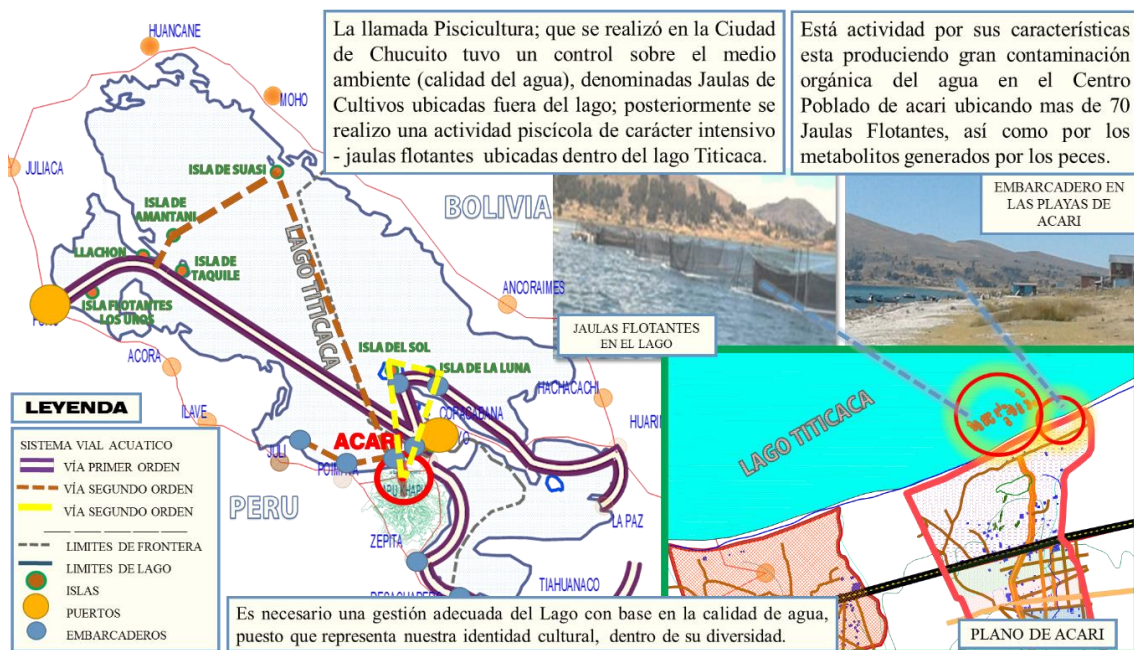 La llamada Piscicultura; que se realizó en la Ciudad
de Chucuito tuvo un control sobre el medio
ambiente (calidad del agua), denominadas Jaulas de
Cultivos ubicadas fuera del lago; posteriormente se
realizo una actividad piscícola de carácter intensivo
- jaulas flotantes ubicadas dentro del lago Titicaca.
Está actividad por sus características
esta produciendo gran contaminación
orgánica del agua en el Centro
Poblado de acari ubicando mas de 70
Jaulas Flotantes, así como por los
metabolitos generados por los peces.
HUANCANE
MOHO
JULIACA
ISLA DE SUASI
ISLA DE
AMANTANI
LLACHON
ISLA DE
TAQUILE
ISLA FLOTANTES
LOS UROS
BOLIVIA
LAGO TITICACA
ANCORAIMES
ACORA
ISLA DEL SOL
ISLA DE LA LUNA
HACHACACHI
COPACABANA
HUARIN
ILAVE
JULI
ACAR
YO
PERU
ZEPITA
LA PAZ
TIAHUANACO
JAULAS FLOTANTES
EN EL LAGO
EMBARCADERO EN
LAS PLAYAS DE
ACARI
LAGO TITICACA
PLANO DE ACARI
LEYENDA
SISTEMA VIAL ACUATICO
VÍA PRIMER ORDEN
VÍA SEGUNDO ORDEN
VÍA SEGUNDO ORDEN
LIMITES DE FRONTERA
LIMITES DE LAGO
ISLAS
PUERTOS
EMBARCADEROS
Es necesario una gestión adecuada del Lago con base en la calidad de agua,
puesto que representa nuestra identidad cultural, dentro de su diversidad.